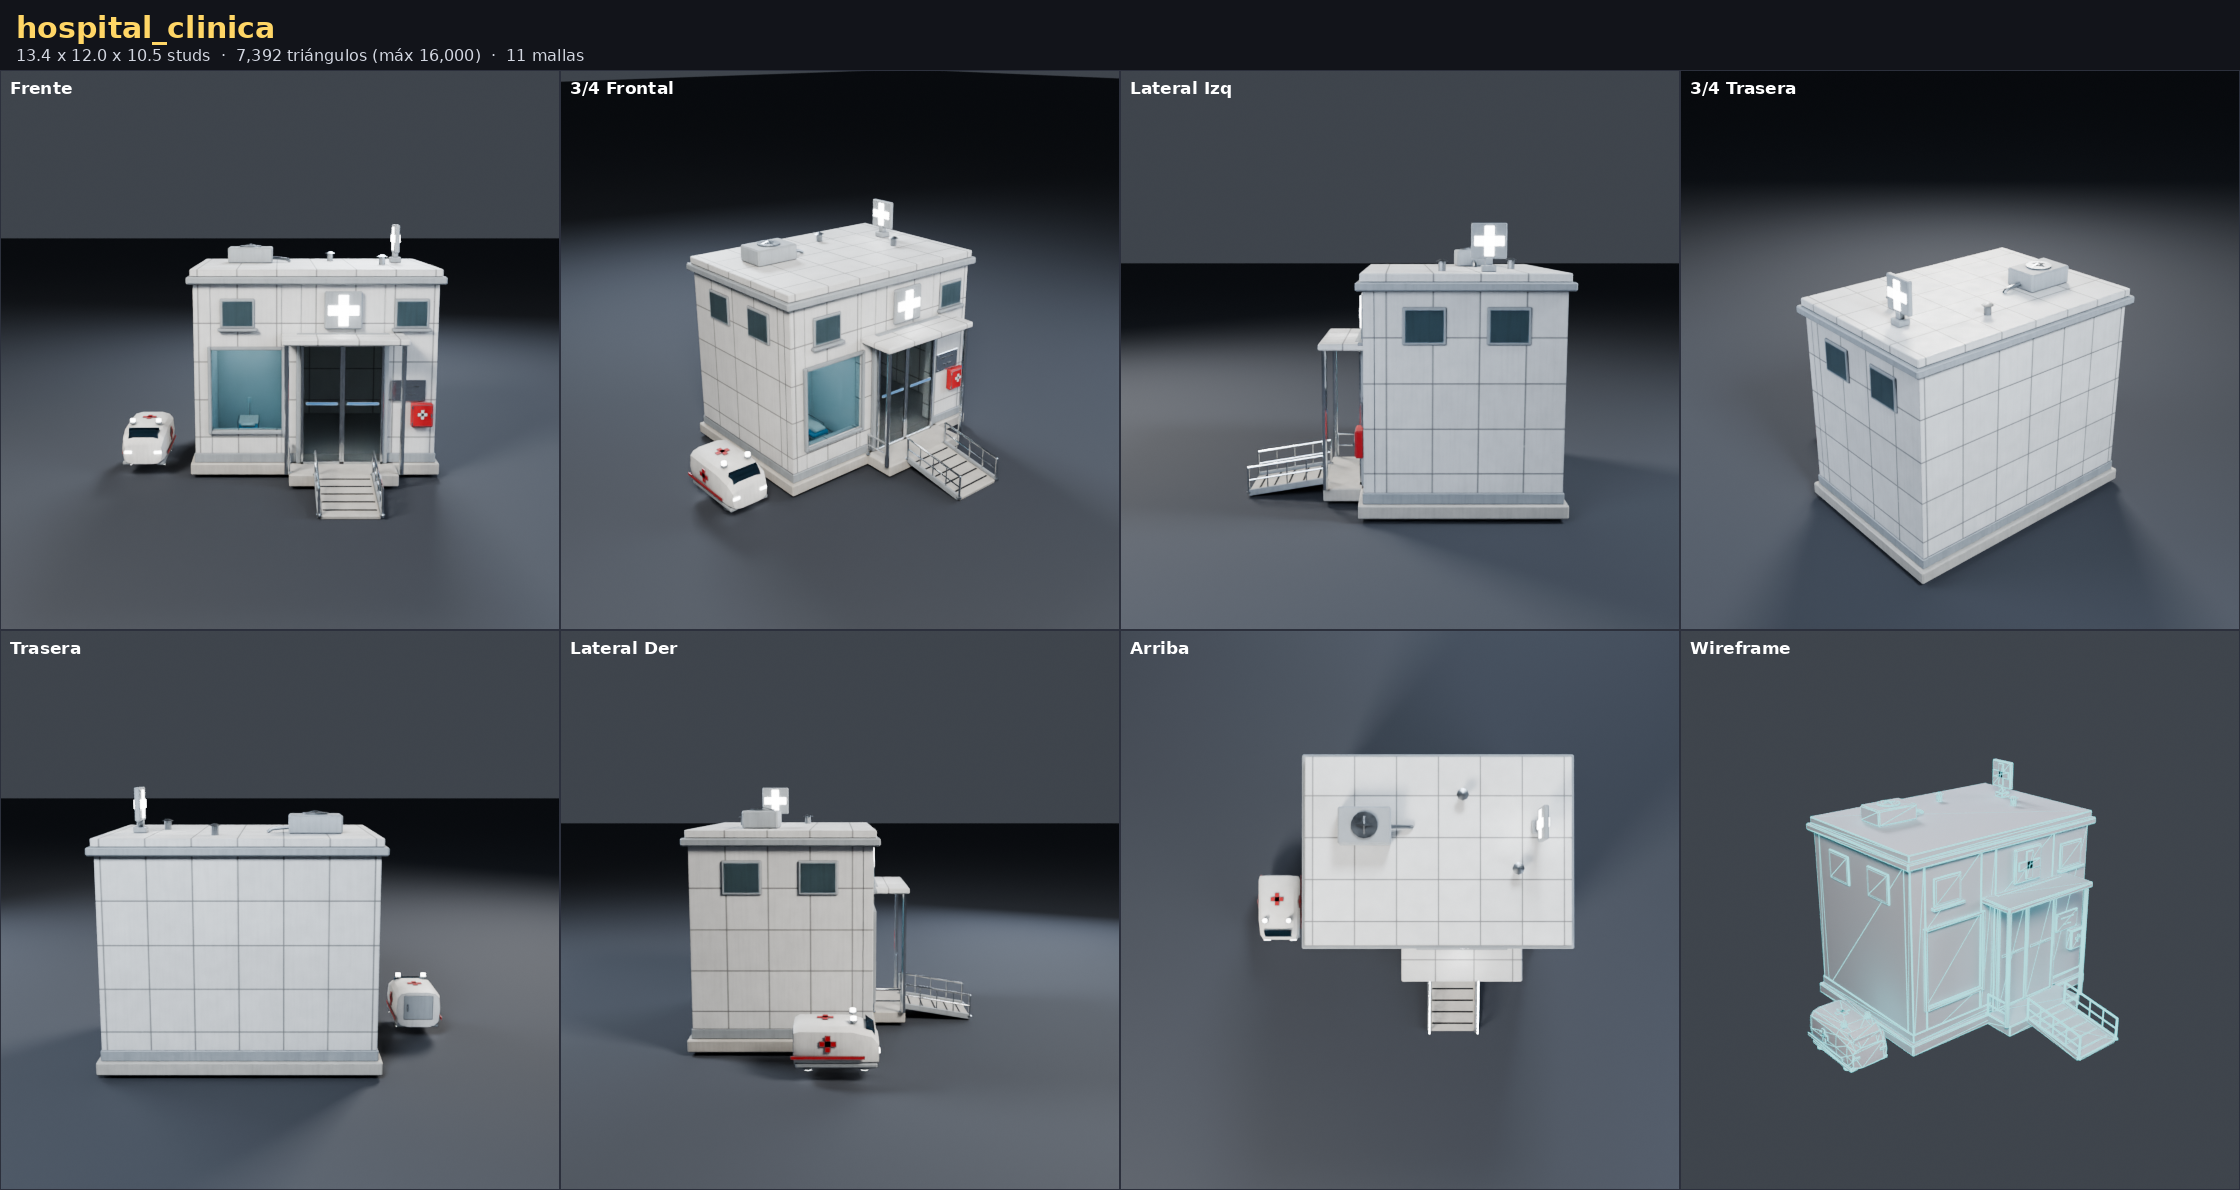 hospital_clinica
13.4 x 12.0 x 10.5 studs · 7,392 triángulos (máx 16,000) · 11 mallas
Frente
3/4 Frontal
Lateral Izq
3/4 Trasera
Trasera
Lateral Der
Arriba
Wireframe